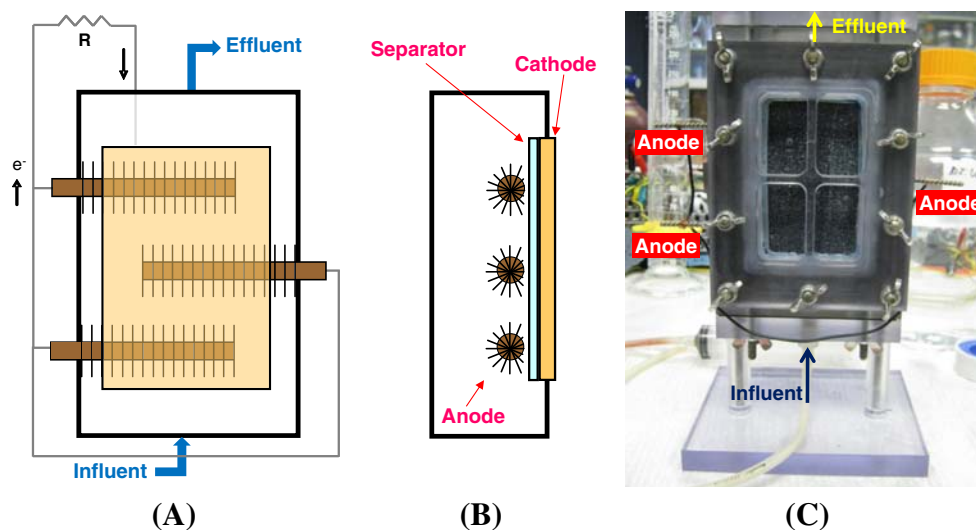 R
Effluent
e-
Influent
(A)
Separator
Cathode
Anode
(B)
Effluent
Anode
Anode
Anode
Influent
(C)